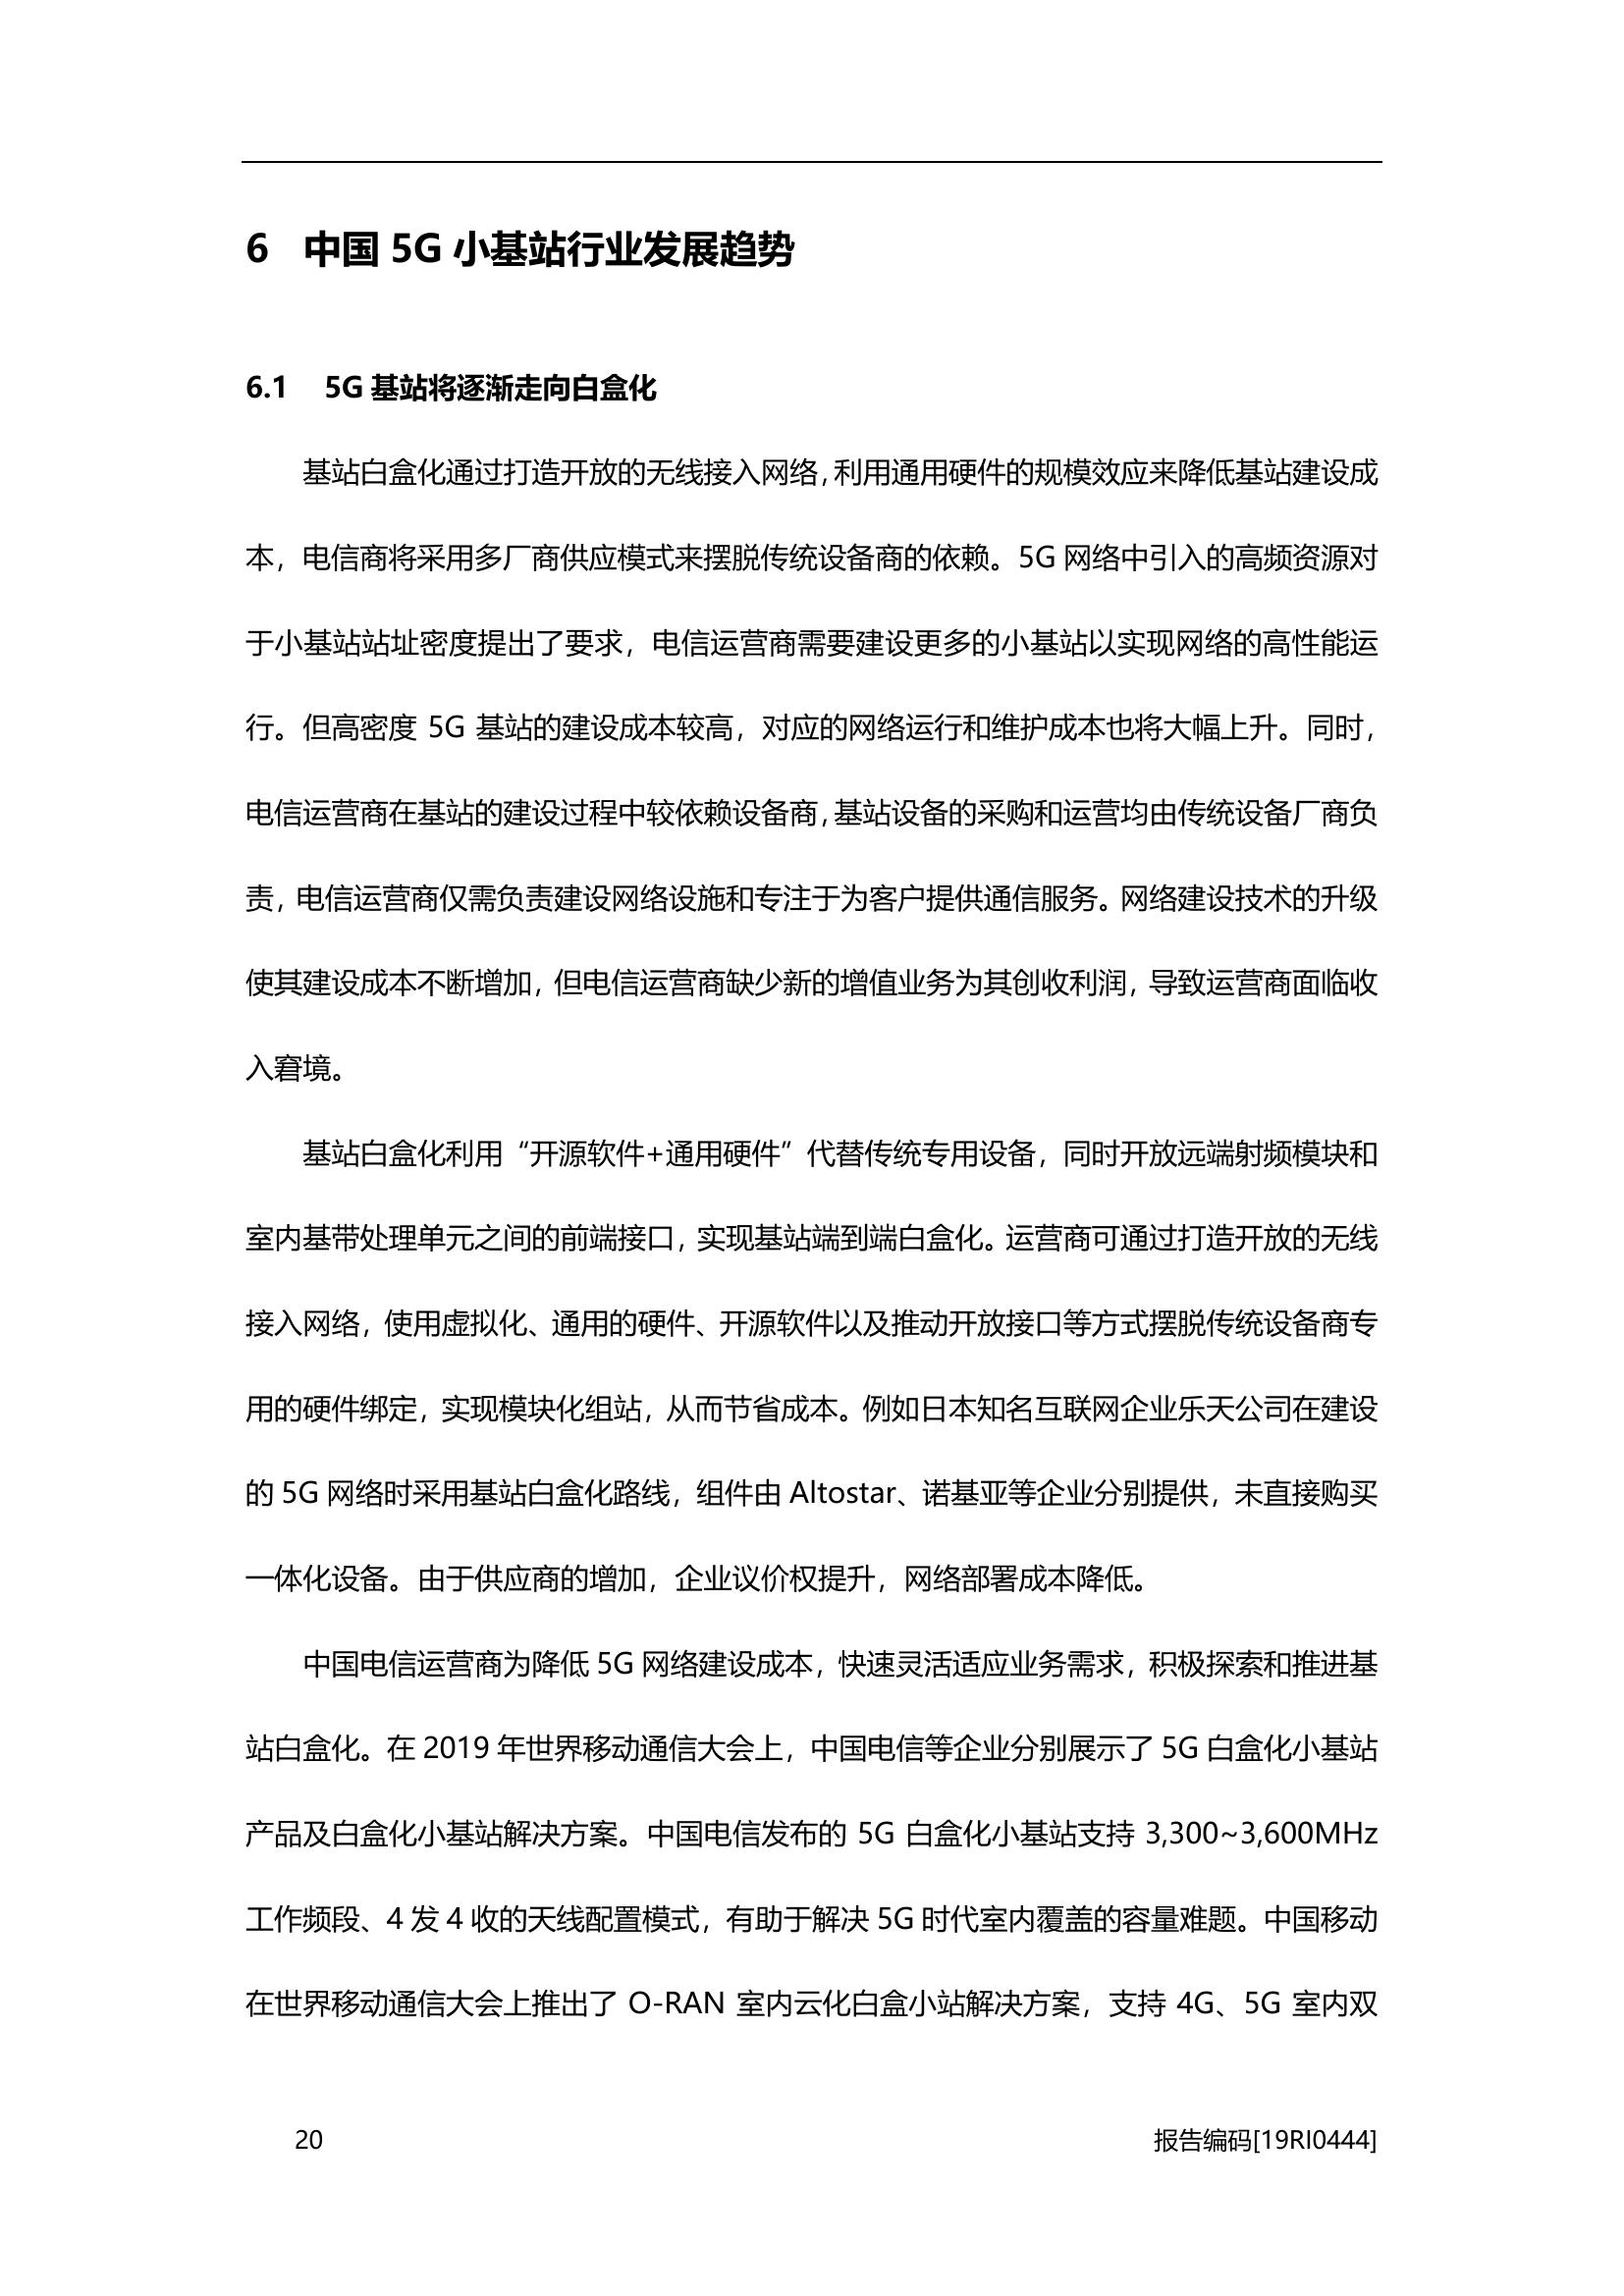 6 中国 5G 小基站行业发展趋势
6.1 5G 基站将逐渐走向白盒化
基站白盒化通过打造开放的无线接入网络，利用通用硬件的规模效应来降低基站建设成
本，电信商将采用多厂商供应模式来摆脱传统设备商的依赖。5G 网络中引入的高频资源对
于小基站站址密度提出了要求，电信运营商需要建设更多的小基站以实现网络的高性能运
行。但高密度 5G 基站的建设成本较高，对应的网络运行和维护成本也将大幅上升。同时，
电信运营商在基站的建设过程中较依赖设备商，基站设备的采购和运营均由传统设备厂商负
责，电信运营商仅需负责建设网络设施和专注于为客户提供通信服务。网络建设技术的升级
使其建设成本不断增加，但电信运营商缺少新的增值业务为其创收利润，导致运营商面临收
入窘境。
基站白盒化利用“开源软件+通用硬件”代替传统专用设备，同时开放远端射频模块和
室内基带处理单元之间的前端接口，实现基站端到端白盒化。运营商可通过打造开放的无线
接入网络，使用虚拟化、通用的硬件、开源软件以及推动开放接口等方式摆脱传统设备商专
用的硬件绑定，实现模块化组站，从而节省成本。例如日本知名互联网企业乐天公司在建设
的 5G 网络时采用基站白盒化路线，组件由 Altostar、诺基亚等企业分别提供，未直接购买
一体化设备。由于供应商的增加，企业议价权提升，网络部署成本降低。
中国电信运营商为降低 5G 网络建设成本，快速灵活适应业务需求，积极探索和推进基
站白盒化。在 2019 年世界移动通信大会上，中国电信等企业分别展示了 5G 白盒化小基站
产品及白盒化小基站解决方案。中国电信发布的 5G 白盒化小基站支持 3,300~3,600MHz
工作频段、4 发 4 收的天线配置模式，有助于解决 5G 时代室内覆盖的容量难题。中国移动
在世界移动通信大会上推出了 O-RAN 室内云化白盒小站解决方案，支持 4G、5G 室内双
20 报告编码[19RI0444]